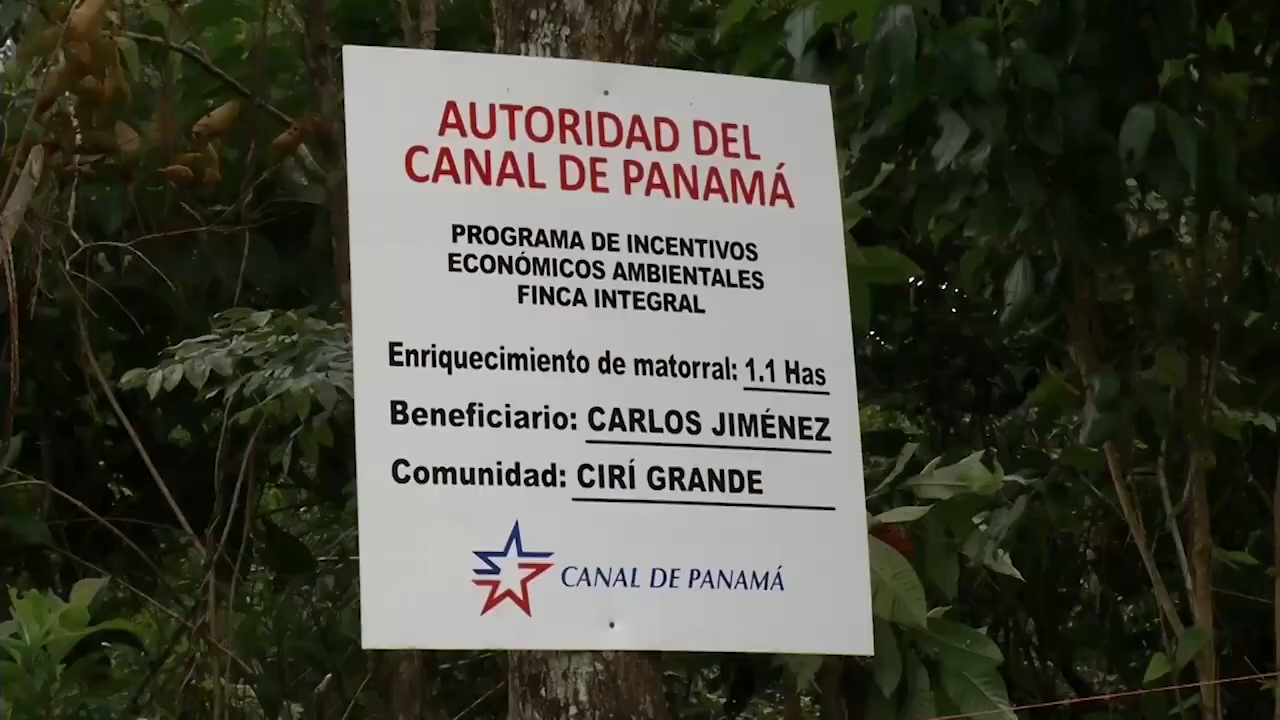 AUTORIDAD DEL
CANAL DE PANAMÁ
PROGRAMA DE INCENTIVOS
ECONÓMICOS AMBIENTALES
FINCA INTEGRAL
Enriquecimiento de matorral: 1.1 Has
Beneficiario: CARLOS JIMÉNEZ
Comunidad: CIRÍ GRANDE
CANAL DE PANAMÁ